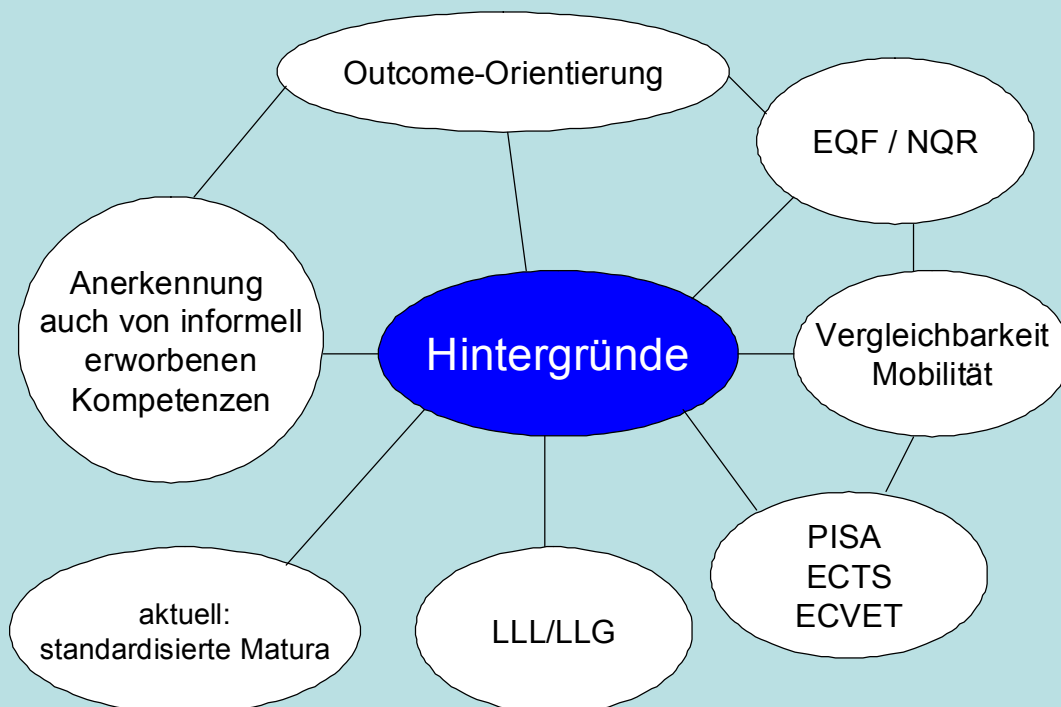 Outcome-Orientierung
EQF / NQR
Anerkennung
auch von informell
erworbenen
Kompetenzen
Hintergründe
Vergleichbarkeit
Mobilität
PISA
ECTS
ECVET
aktuell:
standardisierte Matura
LLL/LLG